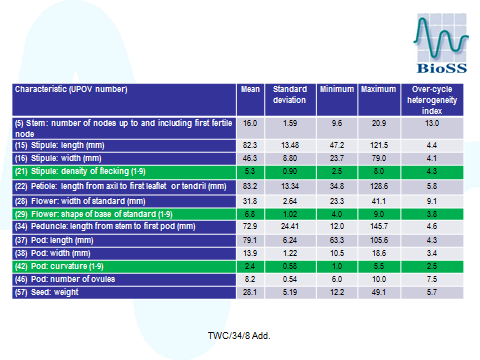 BioSS
Characteristic (UPOV number) Mean Standard deviation Minimum Maximum Over-cycle heterogeneity index
(5) Stem: number of nodes up to and including first fertile node 16.0 1.59 9.6 20.9 13.0
(15) Stipule: length (mm) 82.3 13.48 47.2 121.5 4.4
(16) Stipule: width (mm) 46.3 8.80 23.7 79.0 4.1
(21) Stipule: density of flecking (1-9) 5.3 0.90 2.5 8.0 4.3
(22) Petiole: length from axil to first leaflet or tendril (mm) 83.2 13.34 34.8 128.6 5.8
(28) Flower: width of standard (mm) 31.8 2.64 23.3 41.1 9.1
(29) Flower: shape of base of standard (1-9) 6.8 1.02 4.0 9.0 3.8
(34) Peduncle: length from stem to first pod (mm) 72.9 24.41 12.0 145.7 4.6
(37) Pod: length (mm) 79.1 6.24 63.3 105.6 4.3
(38) Pod: width (mm) 13.9 1.22 10.5 18.6 3.4
(42) Pod: curvature (1-9) 2.4 0.56 1.0 5.5 2.5
(46) Pod: number of ovules 8.2 0.54 6.0 10.0 7.5
(57) Seed: weight 28.1 5.19 12.2 49.1 5.7
TWC/34/8 Add.